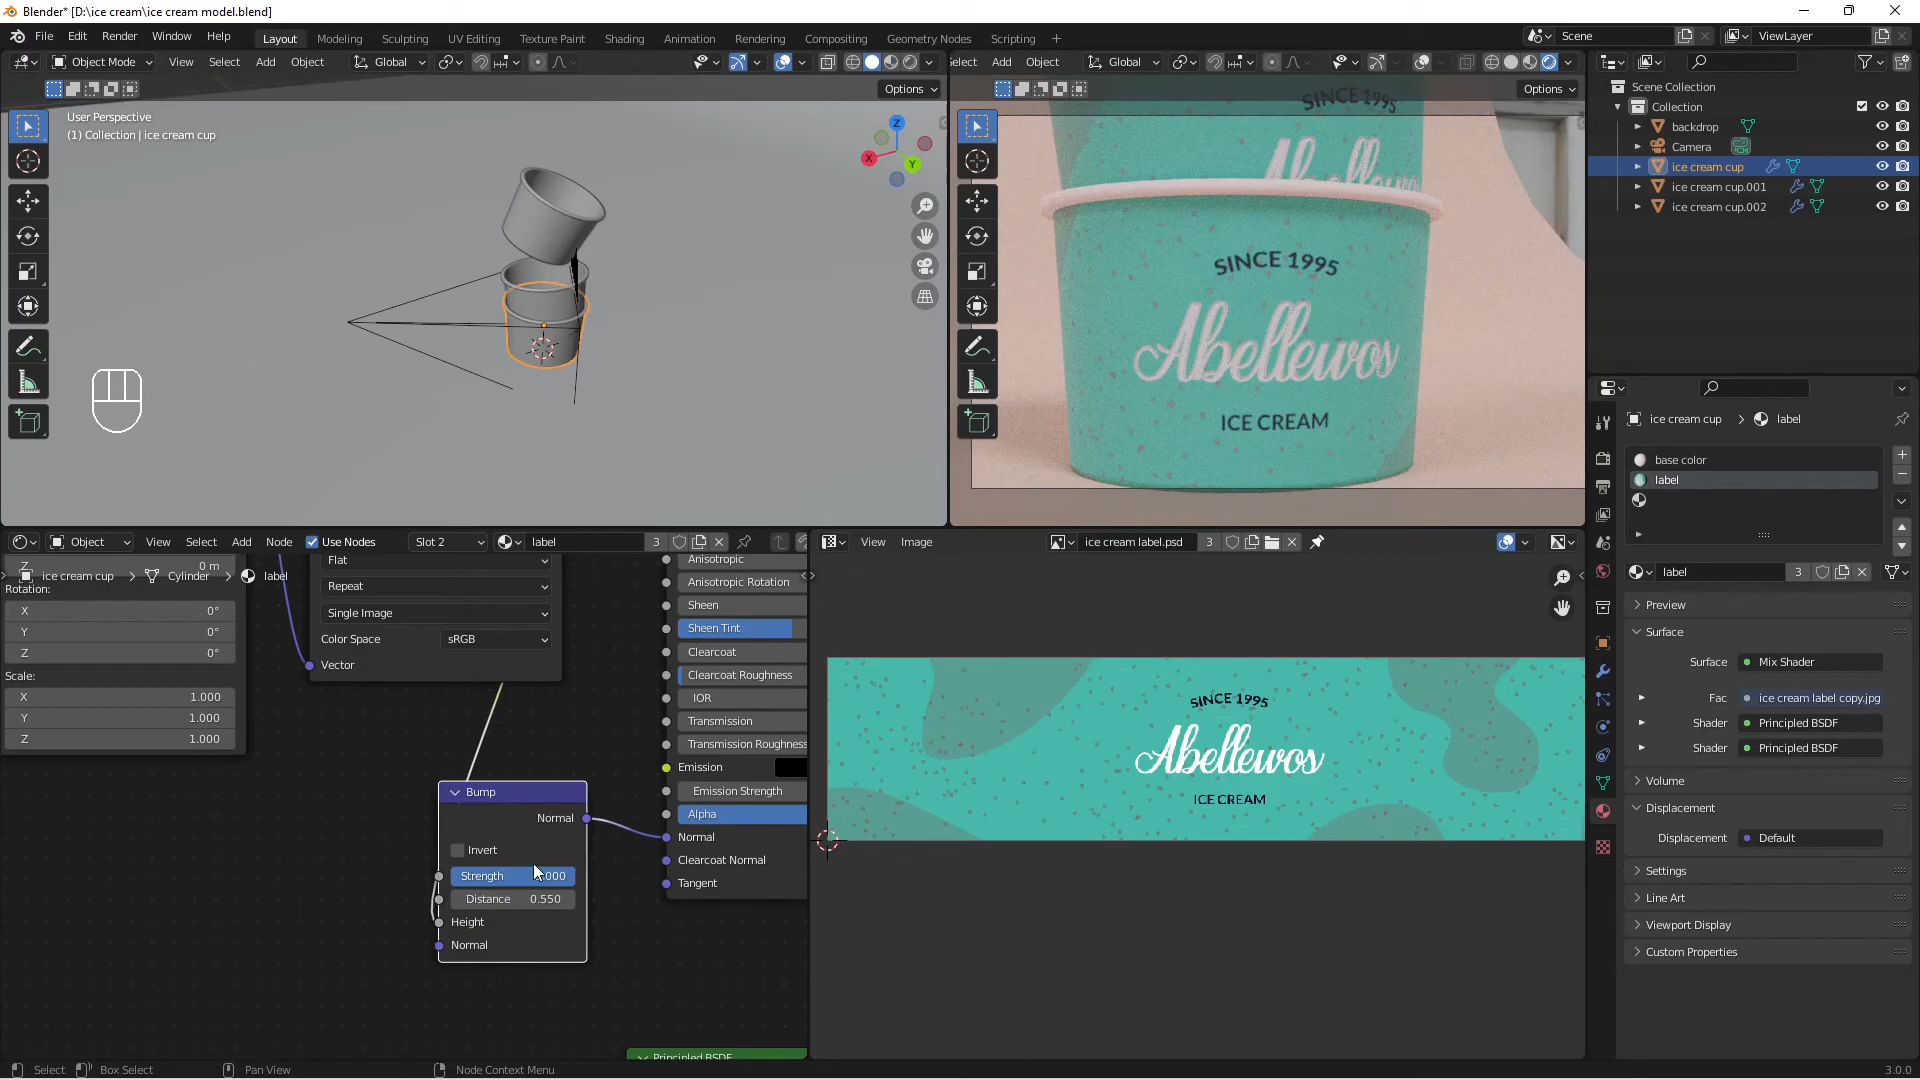 Blender* [D:\ice cream\ice cream model.blend]
File Edit Render Window Help
Layout Modeling Sculpting UV Editing Texture Paint Shading Animation Rendering Compositing Geometry Nodes Scripting +
Scene
ViewLayer
Object Mode View Select Add Object Global
Select Add Object Global
Options
Options
User Perspective
(1) Collection | ice cream cup
Z
X
Y
SINCE 1995
Abellewos
SINCE 1995
Abellewos
ICE CREAM
Scene Collection
Collection
backdrop
Camera
ice cream cup
ice cream cup.001
ice cream cup.002
ice cream cup > label
base color
label
label 3
Preview
Surface
Surface Mix Shader
Fac ice cream label copy.jpg
Shader Principled BSDF
Shader Principled BSDF
Volume
Displacement
Displacement Default
Settings
Line Art
Viewport Display
Custom Properties
Object View Select Add Node Use Nodes Slot 2 label 3
Z 0 m
ice cream cup > Cylinder > label
Rotation:
X 0°
Y 0°
Z 0°
Scale:
X 1.000
Y 1.000
Z 1.000
Flat
Repeat
Single Image
Color Space sRGB
Vector
Bump
Normal
Invert
Strength
Distance 0.550
Height
Normal
Anisotropic
Anisotropic Rotation
Sheen
Sheen Tint
Clearcoat
Clearcoat Roughness
IOR
Transmission
Transmission Roughness
Emission
Emission Strength
Alpha
Normal
Clearcoat Normal
Tangent
Principled BSDF
View Image ice cream label.psd 3
SINCE 1995
Abellewos
ICE CREAM
Select Box Select Pan View Node Context Menu 3.0.0